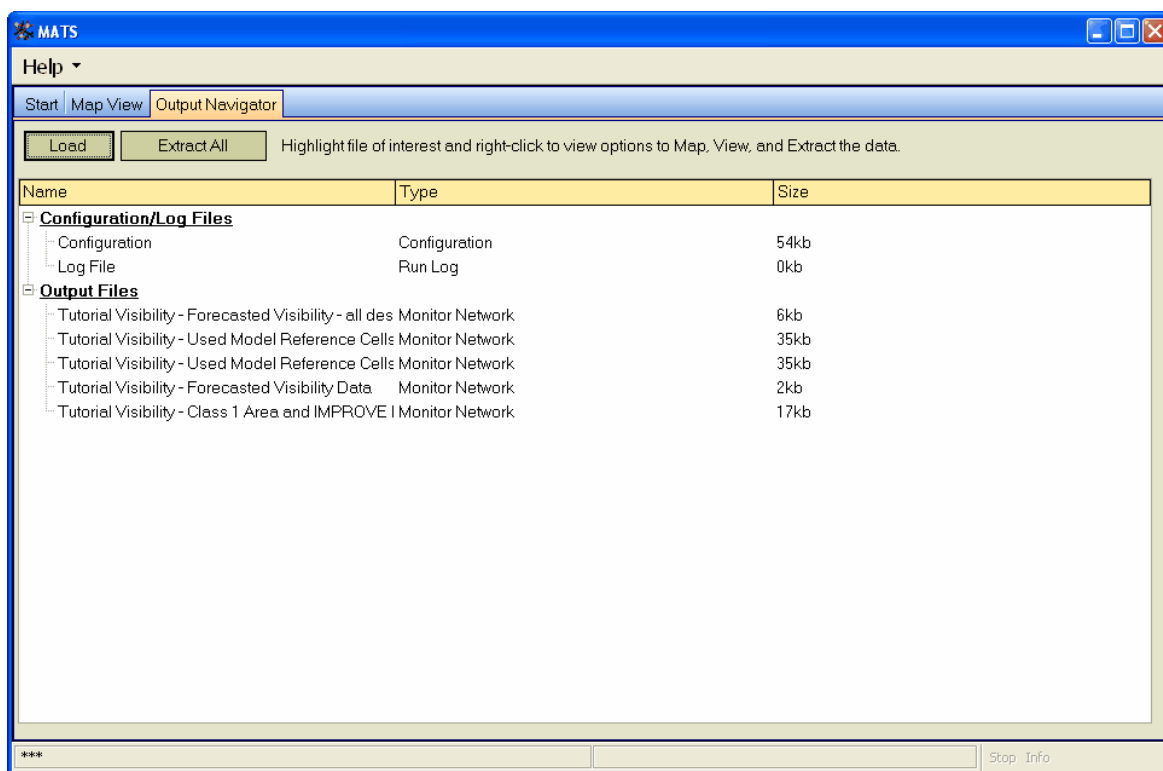 MATS
Help
Start Map View Output Navigator
Load Extract All Highlight file of interest and right-click to view options to Map, View, and Extract the data.
Name Type Size
Configuration/Log Files
Configuration Configuration 54kb
Log File Run Log 0kb
Output Files
Tutorial Visibility - Forecasted Visibility - all des Monitor Network 6kb
Tutorial Visibility - Used Model Reference Cells Monitor Network 35kb
Tutorial Visibility - Used Model Reference Cells Monitor Network 35kb
Tutorial Visibility - Forecasted Visibility Data Monitor Network 2kb
Tutorial Visibility - Class 1 Area and IMPROVE Monitor Network 17kb
*** Stop Info